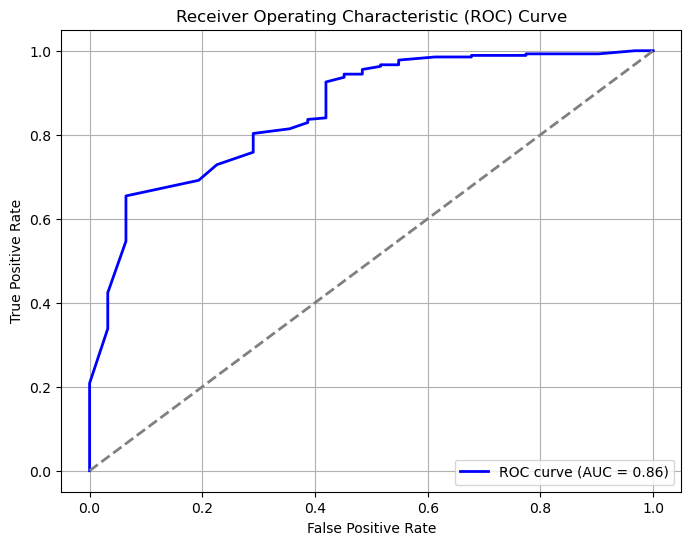 Receiver Operating Characteristic (ROC) Curve
True Positive Rate
1.0
0.8
0.6
0.4
0.2
0.0
ROC curve (AUC = 0.86)
0.0 0.2 0.4 0.6 0.8 1.0
False Positive Rate